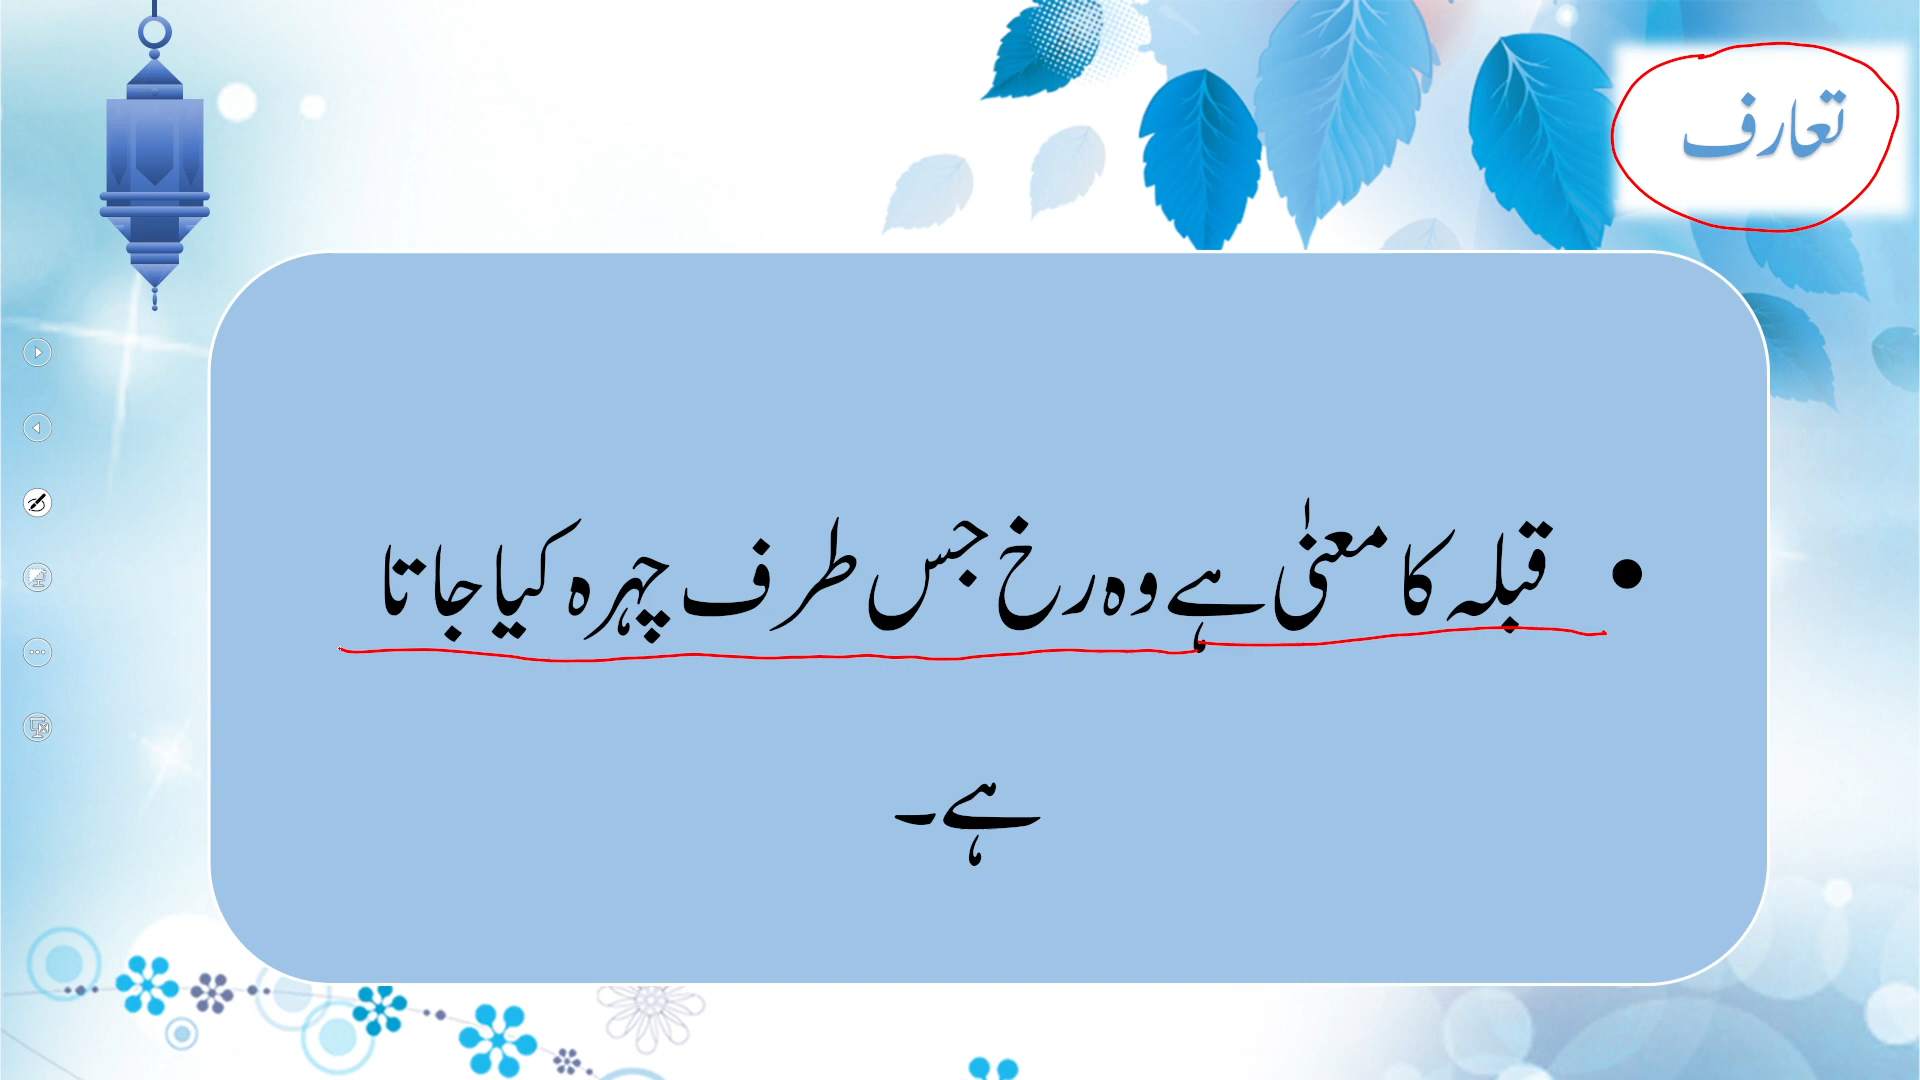 تعارف
• قبلہ کا معنیٰ ہے وہ رخ جس طرف چہرہ کیا جاتا
ہے۔